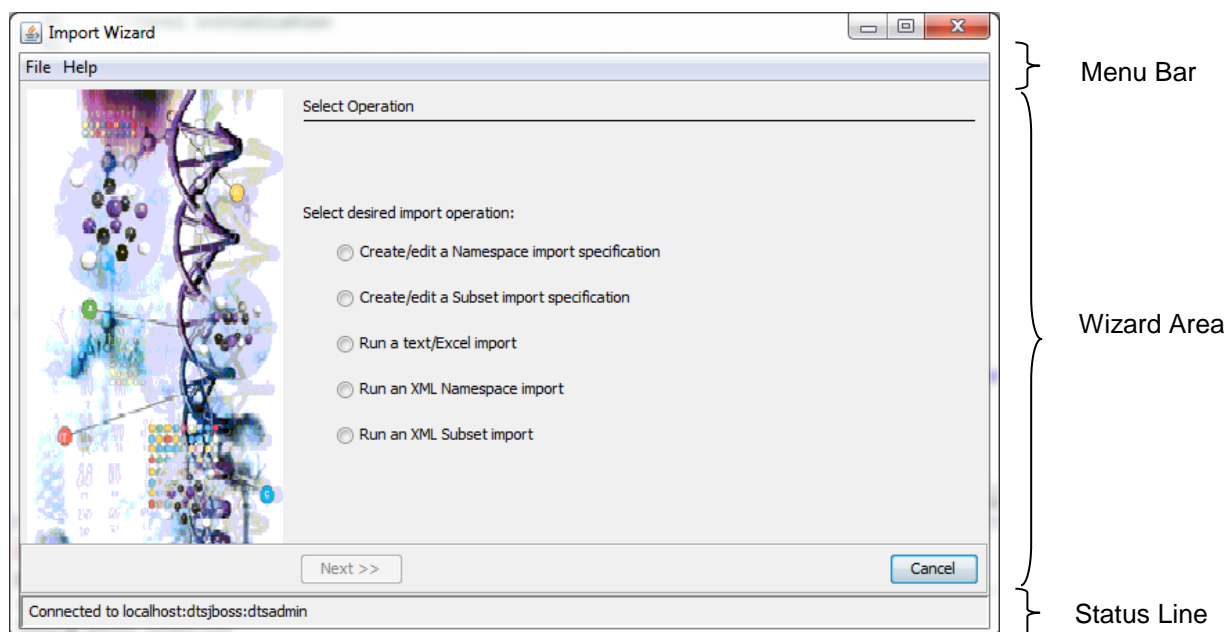 Import Wizard
File Help
Menu Bar
Select Operation
Select desired import operation:
Create/edit a Namespace import specification
Create/edit a Subset import specification
Wizard Area
Run a text/Excel import
Run an XML Namespace import
Run an XML Subset import
Next >>
Cancel
Connected to localhost:dtsjboss:dtsadmin
Status Line